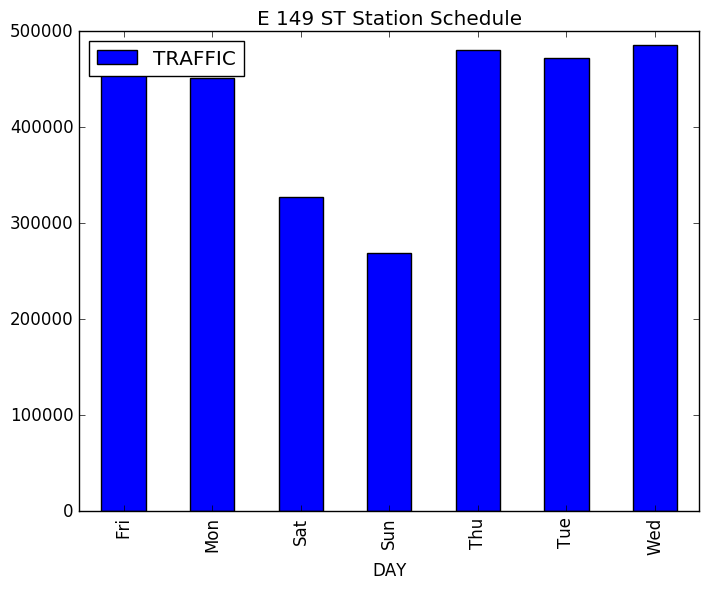 E 149 ST Station Schedule
500000
TRAFFIC
400000
300000
200000
100000
0
Fri Mon Sat Sun Thu Tue Wed
DAY